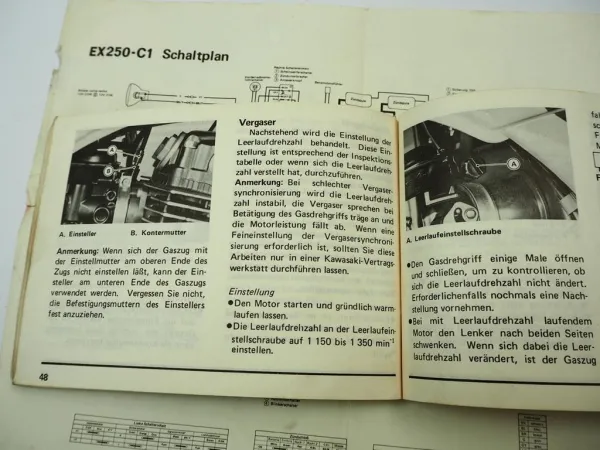 EX250-C1 Schaltplan
A. Einsteller B. Kontermutter
Anmerkung: Wenn sich der Gaszug mit
der Einstellmutter am oberen Ende des
Zugs nicht einstellen läßt, kann der Ein-
steller am unteren Ende des Gaszugs
verwendet werden. Vergessen Sie nicht,
die Befestigungsmuttern des Einstellers
fest anzuziehen.
48
Vergaser
Nachstehend wird die Einstellung der
Leerlaufdrehzahl behandelt. Diese Ein-
stellung ist entsprechend der Inspektions-
tabelle oder wenn sich die Leerlaufdreh-
zahl verstellt hat, durchzuführen.
Anmerkung: Bei schlechter Vergaser-
synchronisierung wird die Leerlaufdreh-
zahl instabil, die Vergaser sprechen bei
Betätigung des Gasdrehgriffs träge an und
die Motorleistung fällt ab. Wenn eine
Feineinstellung der Vergasersynchroni-
sierung erforderlich ist, sollten Sie diese
Arbeiten nur in einer Kawasaki-Vertrags-
werkstatt durchführen lassen.
Einstellung
●Den Motor starten und gründlich warm-
laufen lassen.
●Die Leerlaufdrehzahl an der Leerlaufein-
stellschraube auf 1 150 bis 1 350 min⁻¹
einstellen.
A
B
A
A. Leerlaufeinstellschraube
●Den Gasdrehgriff einige Male öffnen
und schließen, um zu kontrollieren, ob
sich die Leerlaufdrehzahl nicht ändert.
Erforderlichenfalls nochmals eine Nach-
stellung vornehmen.
●Bei mit Leerlaufdrehzahl laufendem
Motor den Lenker nach beiden Seiten
schwenken. Wenn sich dabei die Leer-
laufdrehzahl verändert, ist der Gaszug